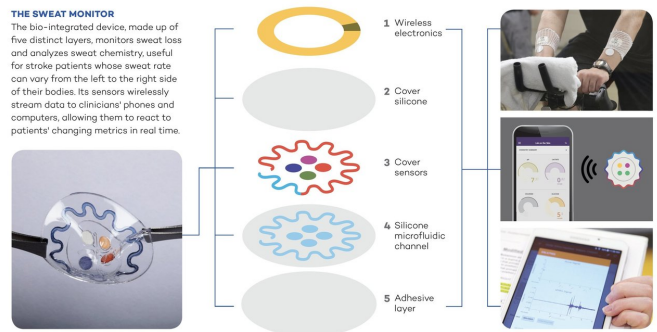 THE SWEAT MONITOR
The bio-integrated device, made up of
five distinct layers, monitors sweat loss
and analyzes sweat chemistry, useful
for stroke patients whose sweat rate
can vary from the left to the right side
of their bodies. Its sensors wirelessly
stream data to clinicians' phones and
computers, allowing them to react to
patients' changing metrics in real time.
1 Wireless
electronics
2 Cover
silicone
3 Cover
sensors
4 Silicone
microfluidic
channel
5 Adhesive
layer